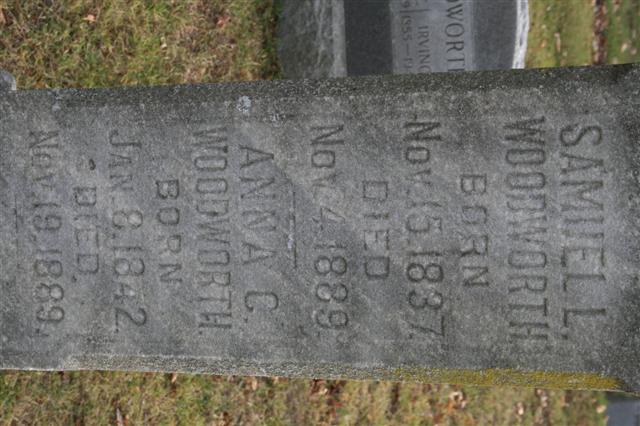 SAMUEL L.
WOODWORTH
BORN
NOV. 15. 1837.
DIED
NOV. 4. 1889.
ANNA C.
WOODWORTH
BORN
JAN. 8. 1842.
DIED
NOV. 19. 1889.
IRVING